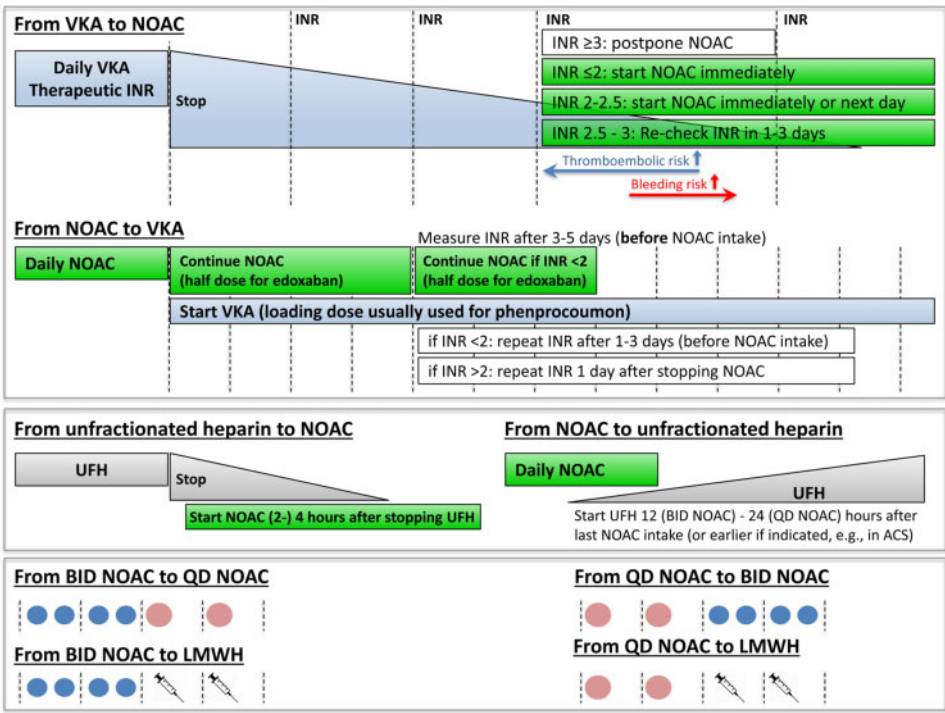 From VKA to NOAC
INR
INR
INR
INR
Daily VKA
Therapeutic INR
Stop
INR ≥3: postpone NOAC
INR ≤2: start NOAC immediately
INR 2-2.5: start NOAC immediately or next day
INR 2.5 - 3: Re-check INR in 1-3 days
Thromboembolic risk
Bleeding risk
From NOAC to VKA
Measure INR after 3-5 days (before NOAC intake)
Daily NOAC
Continue NOAC
(half dose for edoxaban)
Continue NOAC if INR <2
(half dose for edoxaban)
Start VKA (loading dose usually used for phenprocoumon)
if INR <2: repeat INR after 1-3 days (before NOAC intake)
if INR >2: repeat INR 1 day after stopping NOAC
From unfractionated heparin to NOAC
UFH
Stop
Start NOAC (2-) 4 hours after stopping UFH
From NOAC to unfractionated heparin
Daily NOAC
UFH
Start UFH 12 (BID NOAC) - 24 (QD NOAC) hours after
last NOAC intake (or earlier if indicated, e.g., in ACS)
From BID NOAC to QD NOAC
From QD NOAC to BID NOAC
From BID NOAC to LMWH
From QD NOAC to LMWH